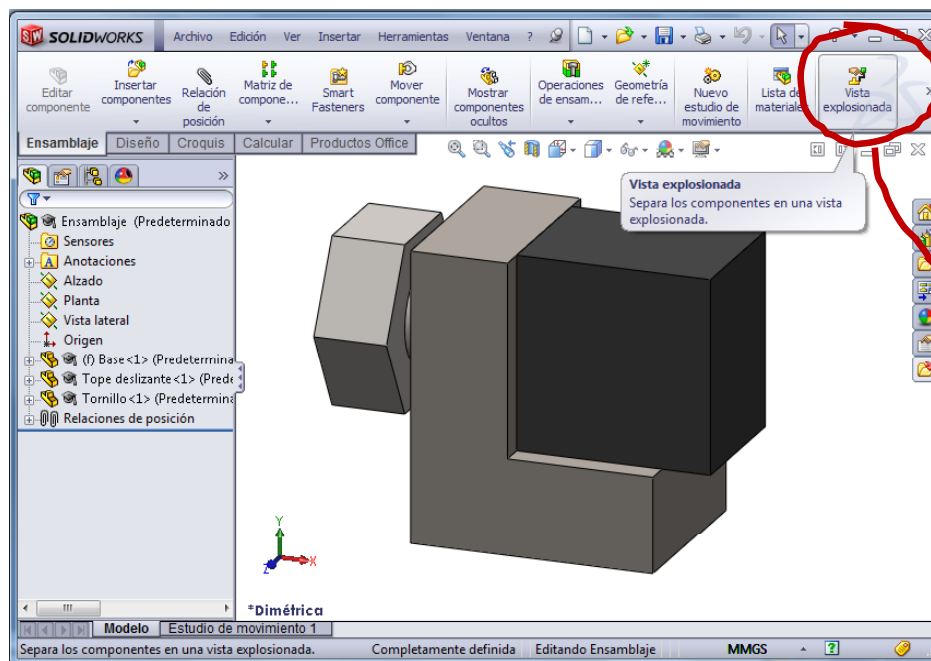 SOLIDWORKS Archivo Edición Ver Insertar Herramientas Ventana ?
Editar componente
Insertar componentes
Relación de posición
Matriz de compone...
Smart Fasteners
Mover componente
Mostrar componentes ocultos
Operaciones de ensam...
Geometría de refe...
Nuevo estudio de movimiento
Lista de materiales
Vista explosionada
Ensamblaje Diseño Croquis Calcular Productos Office
Vista explosionada
Separa los componentes en una vista
explosionada.
Ensamblaje (Predeterminado
Sensores
A Anotaciones
Alzado
Planta
Vista lateral
Origen
(f) Base<1> (Predetermina
Tope deslizante<1> (Prede
Tornillo<1> (Predetermina
Relaciones de posición
Y
X
Z
*Dimétrica
Modelo Estudio de movimiento 1
Separa los componentes en una vista explosionada. Completamente definida Editando Ensamblaje MMGS ?